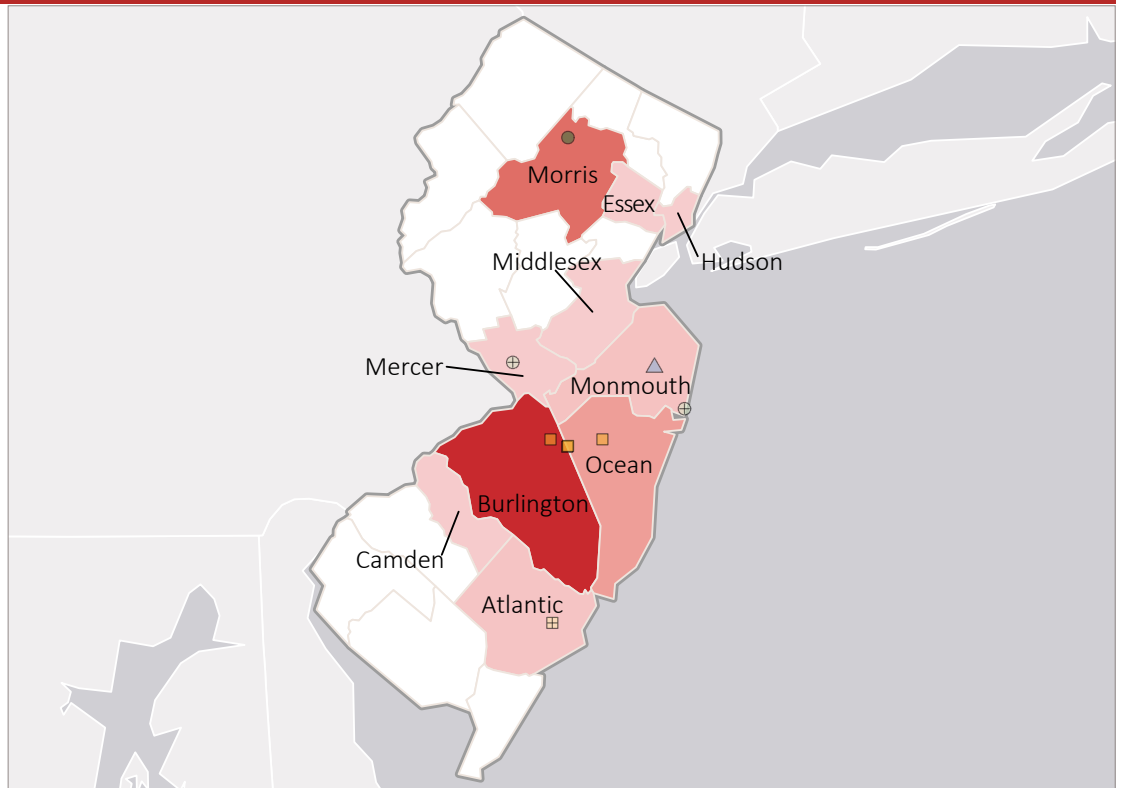 Morris
Essex
Middlesex
Hudson
Mercer
Monmouth
Ocean
Burlington
Camden
Atlantic